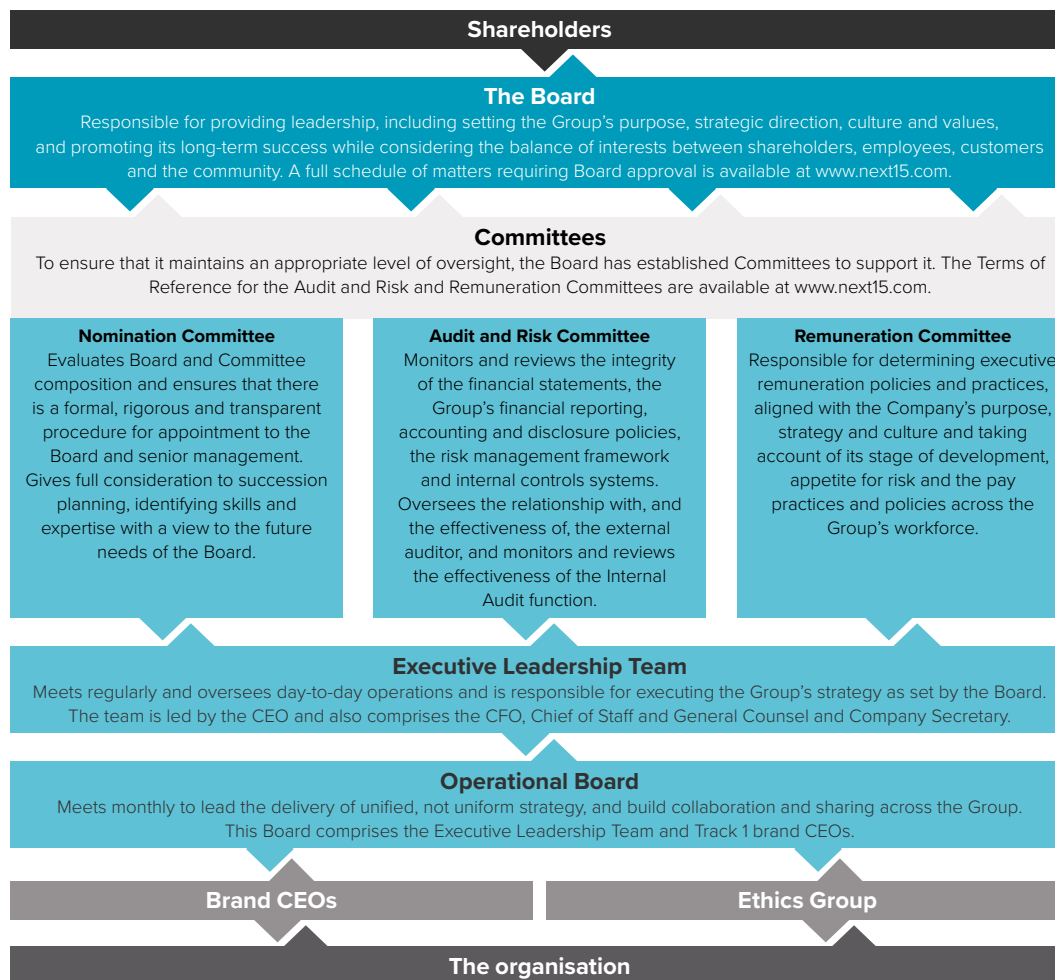 Shareholders
The Board
Responsible for providing leadership, including setting the Group's purpose, strategic direction, culture and values,
and promoting its long-term success while considering the balance of interests between shareholders, employees, customers
and the community. A full schedule of matters requiring Board approval is available at www.next15.com.
Committees
To ensure that it maintains an appropriate level of oversight, the Board has established Committees to support it. The Terms of
Reference for the Audit and Risk and Remuneration Committees are available at www.next15.com.
Nomination Committee
Evaluates Board and Committee
composition and ensures that there
is a formal, rigorous and transparent
procedure for appointment to the
Board and senior management.
Gives full consideration to succession
planning, identifying skills and
expertise with a view to the future
needs of the Board.
Audit and Risk Committee
Monitors and reviews the integrity
of the financial statements, the
Group's financial reporting,
accounting and disclosure policies,
the risk management framework
and internal controls systems.
Oversees the relationship with, and
the effectiveness of, the external
auditor, and monitors and reviews
the effectiveness of the Internal
Audit function.
Remuneration Committee
Responsible for determining executive
remuneration policies and practices,
aligned with the Company's purpose,
strategy and culture and taking
account of its stage of development,
appetite for risk and the pay
practices and policies across the
Group's workforce.
Executive Leadership Team
Meets regularly and oversees day-to-day operations and is responsible for executing the Group's strategy as set by the Board.
The team is led by the CEO and also comprises the CFO, Chief of Staff and General Counsel and Company Secretary.
Operational Board
Meets monthly to lead the delivery of unified, not uniform strategy, and build collaboration and sharing across the Group.
This Board comprises the Executive Leadership Team and Track 1 brand CEOs.
Brand CEOs
Ethics Group
The organisation